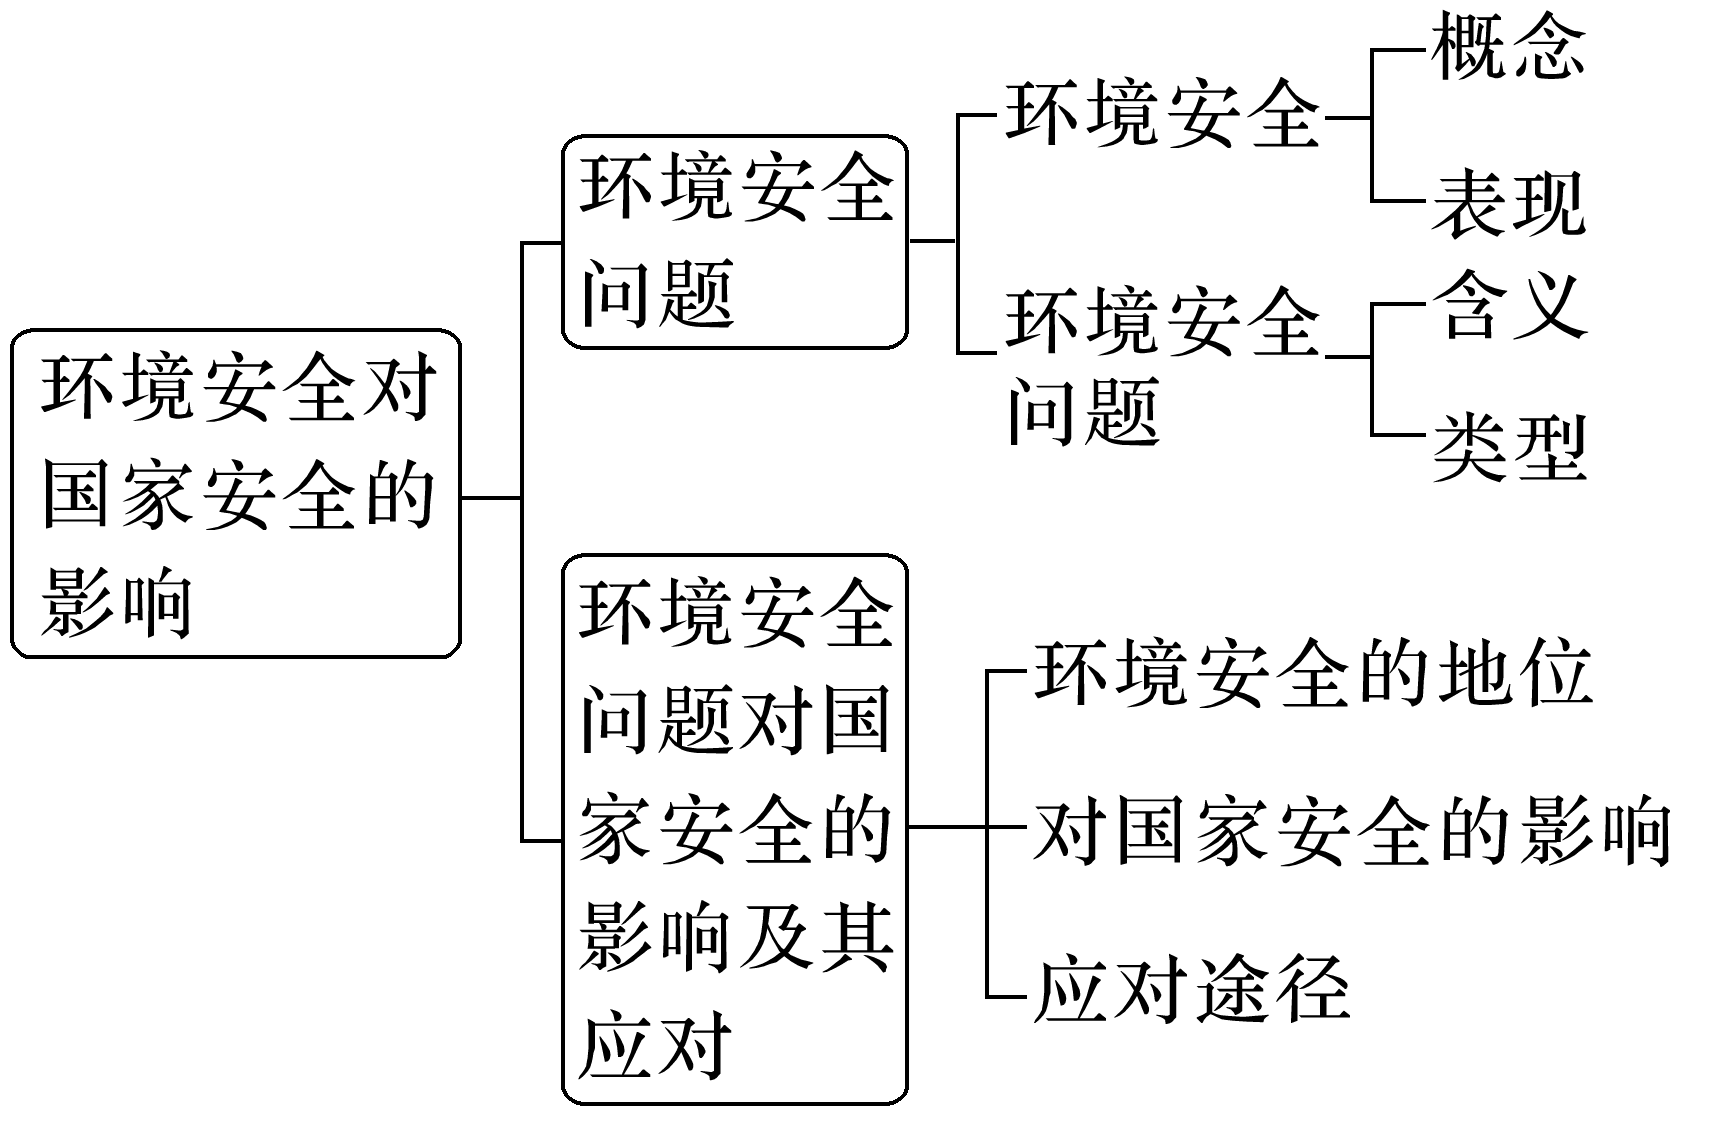 环境安全对
国家安全的
影响
环境安全
问题
环境安全
概念
表现
环境安全
问题
含义
类型
环境安全
问题对国
家安全的
影响及其
应对
环境安全的地位
对国家安全的影响
应对途径